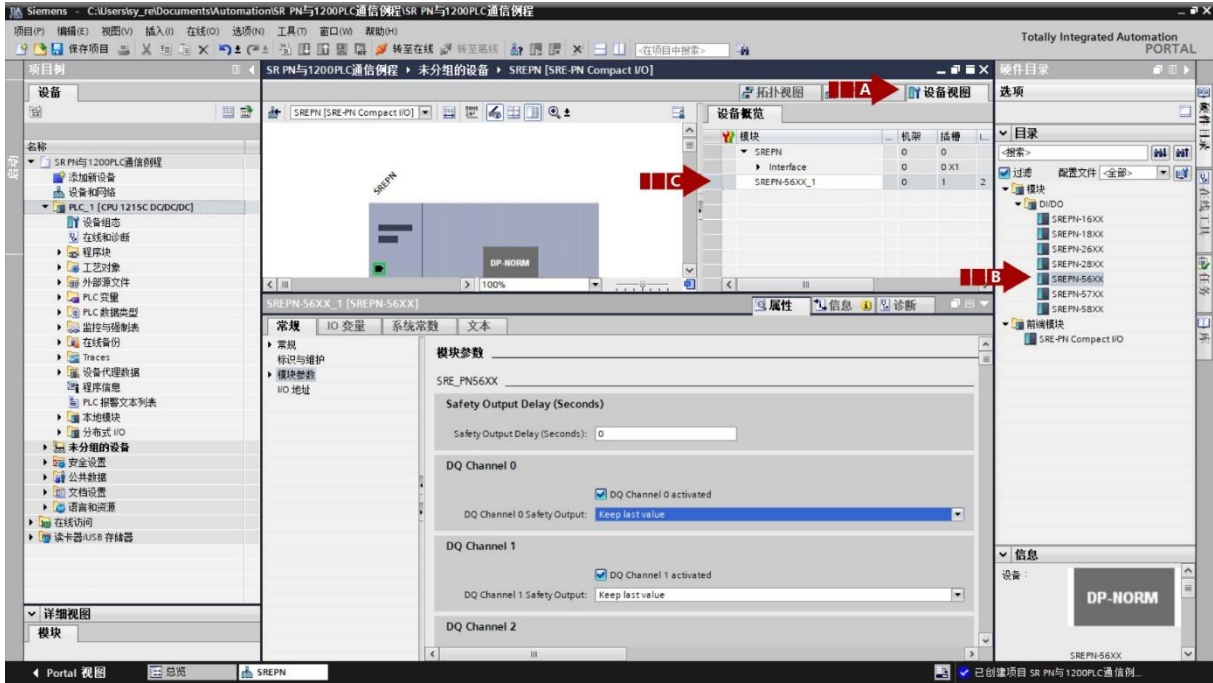 Siemens - C:\Users\sy_re\Documents\Automation\SR PN与1200PLC通信例程\SR PN与1200PLC通信例程
项目(P) 编辑(E) 视图(V) 插入(I) 在线(O) 选项(N) 工具(T) 窗口(W) 帮助(H)
Totally Integrated Automation
PORTAL
保存项目 转至在线 转至离线 <在项目中搜索>
项目树
设备
名称
SR PN与1200PLC通信例程
添加新设备
设备和网络
PLC_1 [CPU 1215C DC/DC/DC]
设备组态
在线和诊断
程序块
工艺对象
外部源文件
PLC 变量
PLC 数据类型
监控与强制表
在线备份
Traces
设备代理数据
程序信息
PLC 报警文本列表
本地模块
分布式 I/O
未分组的设备
安全设置
公共数据
文档设置
语言和资源
在线访问
读卡器/USB 存储器
详细视图
模块
SR PN与1200PLC通信例程 ▸ 未分组的设备 ▸ SREPN [SRE-PN Compact I/O]
拓扑视图 A 设备视图
SREPN [SRE-PN Compact I/O]
SREPN
DP-NORM
100%
设备概览
模块 ... 机架 插槽 I...
SREPN 0 0
Interface 0 0 X1
C SREPN-56XX_1 0 1 2
SREPN-56XX_1 [SREPN-56XX]
属性 信息 诊断
常规 IO 变量 系统常数 文本
常规
标识与维护
模块参数
I/O 地址
模块参数
SRE_PN56XX
Safety Output Delay (Seconds)
Safety Output Delay (Seconds): 0
DQ Channel 0
DQ Channel 0 activated
DQ Channel 0 Safety Output: Keep last value
DQ Channel 1
DQ Channel 1 activated
DQ Channel 1 Safety Output: Keep last value
DQ Channel 2
硬件目录
选项
目录
<搜索>
过滤 配置文件 <全部>
模块
DI/DO
SREPN-16XX
SREPN-18XX
SREPN-26XX
SREPN-28XX
B SREPN-56XX
SREPN-57XX
SREPN-58XX
前端模块
SRE-PN Compact I/O
信息
设备：
DP-NORM
SREPN-56XX
硬件目录
在线工具
任务
库
Portal 视图 总览 SREPN 已创建项目 SR PN与1200PLC通信例...